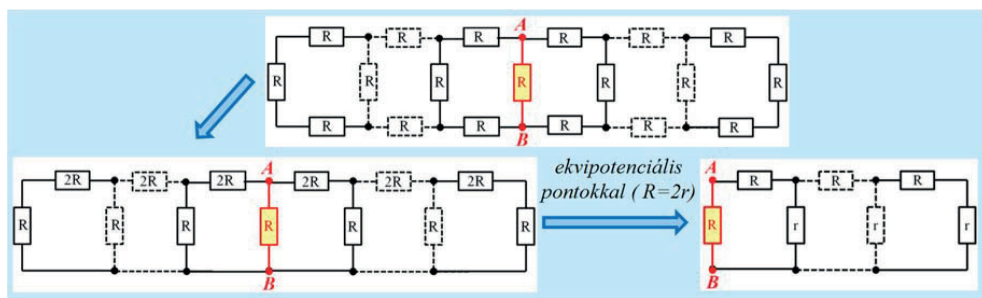 A
R R R R R R
R R R R R R R
R R R R R R
B
A
2R 2R 2R 2R 2R 2R
R R R R R R R
B
ekvipotenciális
pontokkal ( R=2r)
A
R R R
R r r r
B